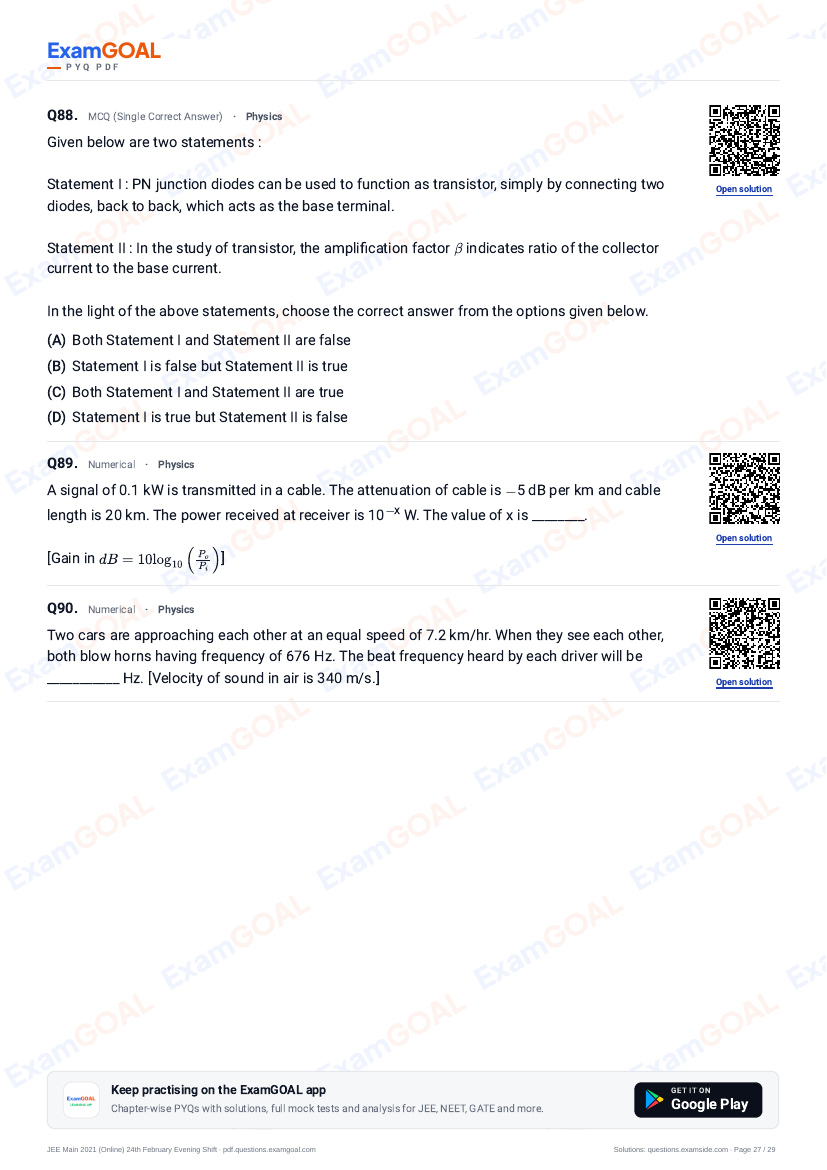 ExamGOAL
PYQ PDF
Q88. MCQ (Single Correct Answer) · Physics
Given below are two statements :
Statement I : PN junction diodes can be used to function as transistor, simply by connecting two
diodes, back to back, which acts as the base terminal.
Open solution
Statement II : In the study of transistor, the amplification factor β indicates ratio of the collector
current to the base current.
In the light of the above statements, choose the correct answer from the options given below.
(A) Both Statement I and Statement II are false
(B) Statement I is false but Statement II is true
(C) Both Statement I and Statement II are true
(D) Statement I is true but Statement II is false
Q89. Numerical · Physics
A signal of 0.1 kW is transmitted in a cable. The attenuation of cable is −5 dB per km and cable
length is 20 km. The power received at receiver is 10⁻ˣ W. The value of x is ________.
Open solution
[Gain in dB = 10log₁₀ (Pₒ/Pᵢ)]
Q90. Numerical · Physics
Two cars are approaching each other at an equal speed of 7.2 km/hr. When they see each other,
both blow horns having frequency of 676 Hz. The beat frequency heard by each driver will be
__________ Hz. [Velocity of sound in air is 340 m/s.]
Open solution
Keep practising on the ExamGOAL app
Chapter-wise PYQs with solutions, full mock tests and analysis for JEE, NEET, GATE and more.
GET IT ON
Google Play
JEE Main 2021 (Online) 24th February Evening Shift · pdf.questions.examgoal.com
Solutions: questions.examside.com · Page 27 / 29